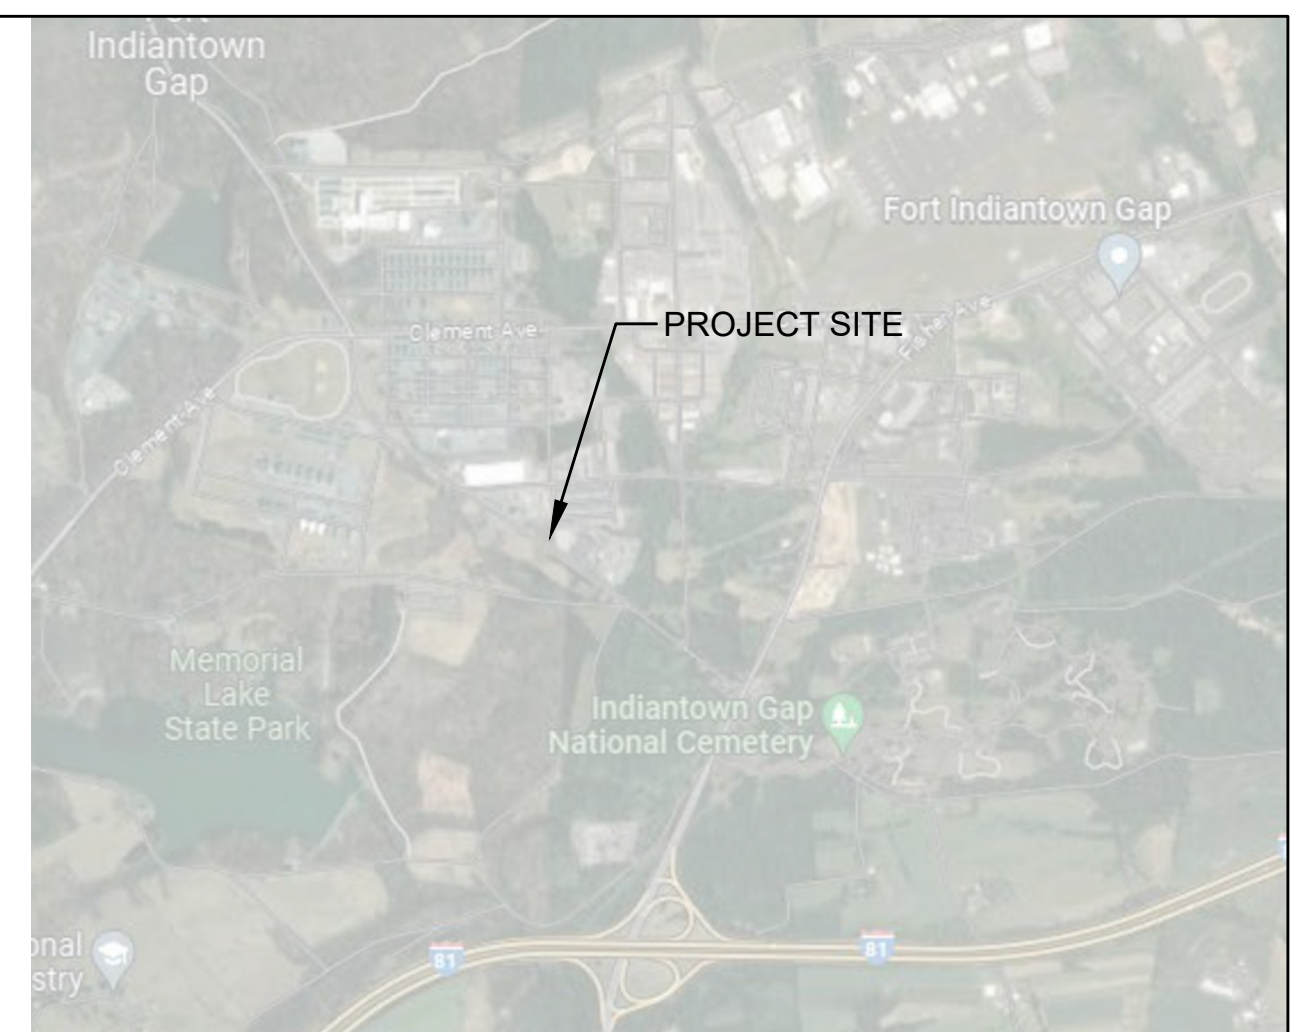 Indiantown
Gap
Fort Indiantown Gap
PROJECT SITE
Clement Ave
Fisher Ave
Clement Ave
Memorial
Lake
State Park
Indiantown Gap
National Cemetery
onal
stry
81
81